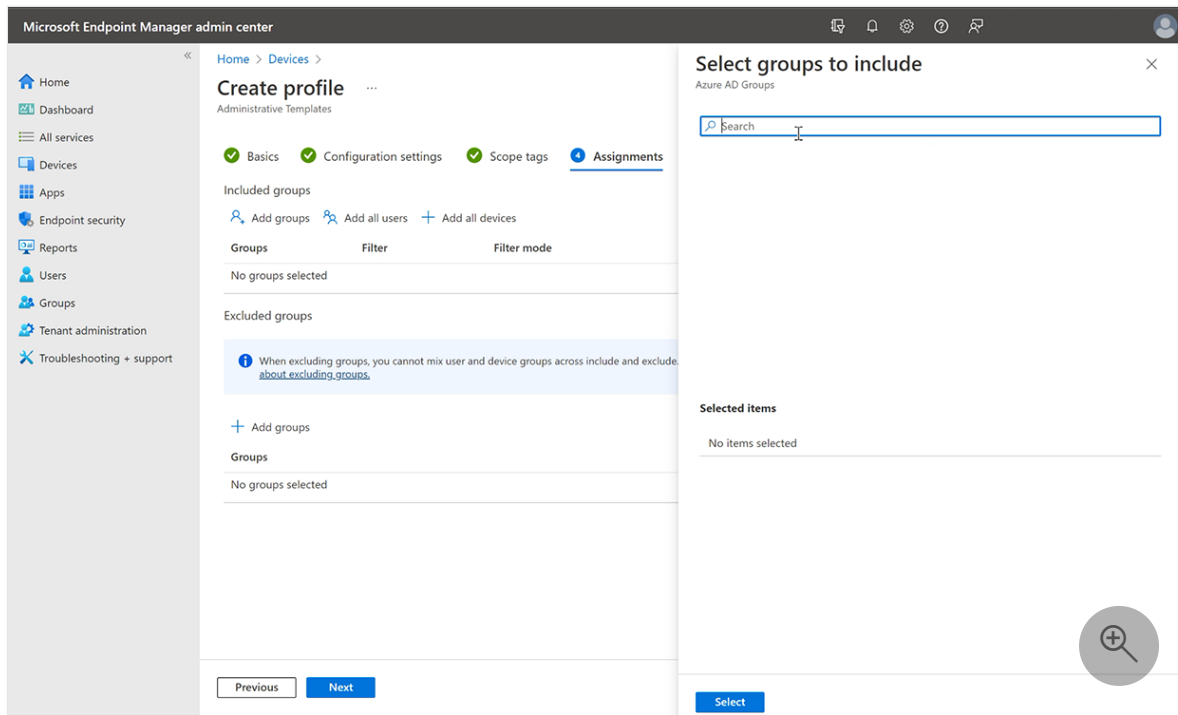 Microsoft Endpoint Manager admin center
«
Home
Dashboard
All services
Devices
Apps
Endpoint security
Reports
Users
Groups
Tenant administration
Troubleshooting + support
Home > Devices >
Create profile ...
Administrative Templates
Basics
Configuration settings
Scope tags
4 Assignments
Included groups
Add groups
Add all users
+ Add all devices
Groups Filter Filter mode
No groups selected
Excluded groups
When excluding groups, you cannot mix user and device groups across include and exclude.
about excluding groups.
+ Add groups
Groups
No groups selected
Previous
Next
Select groups to include
Azure AD Groups
Search
Selected items
No items selected
Select